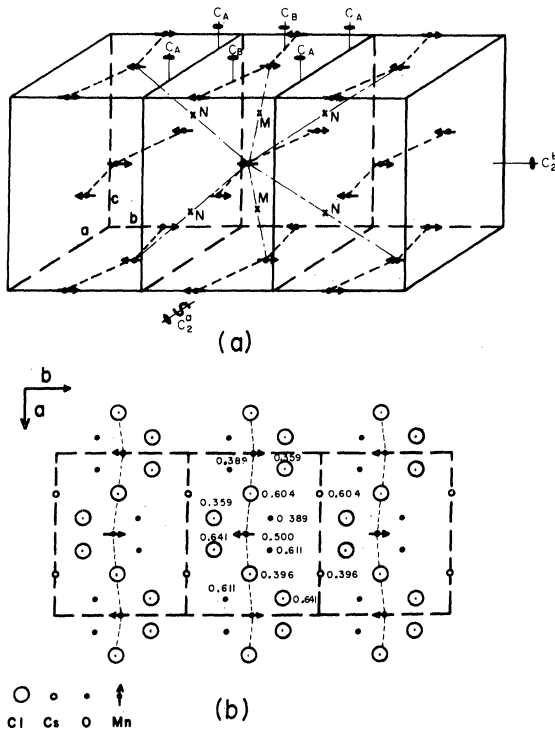 C_A C_B C_A
C_A C_B C_A
N M N
C_2^b
N M N
c
b
a
C_2^a
(a)
b
a
0.389 0.359
0.359 0.604 0.604
0.389
0.641 0.500
0.611
0.396 0.396
0.611 0.641
Cl Cs O Mn
(b)